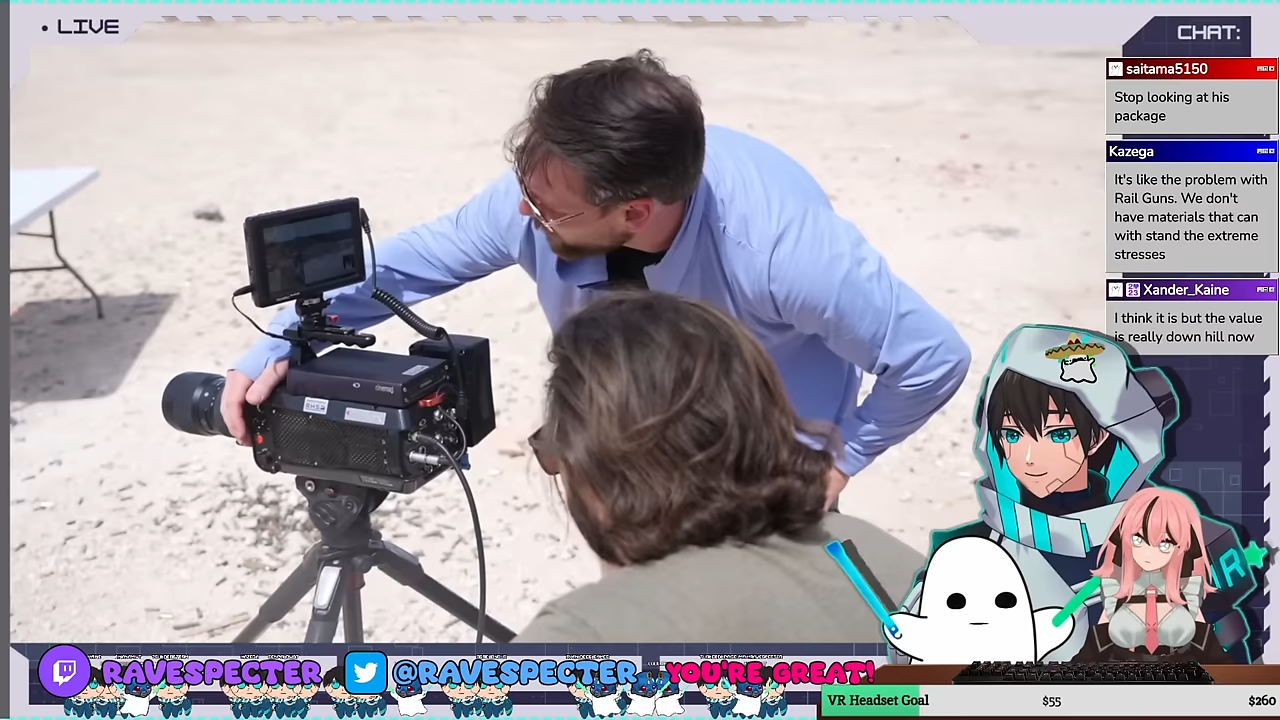 • LIVE
CHAT:
saitama5150
Stop looking at his
package
Kazega
It's like the problem with
Rail Guns. We don't
have materials that can
with stand the extreme
stresses
Xander_Kaine
I think it is but the value
is really down hill now
RAVESPECTER
@RAVESPECTER
YOU'RE GREAT!
VR Headset Goal
$55
$260